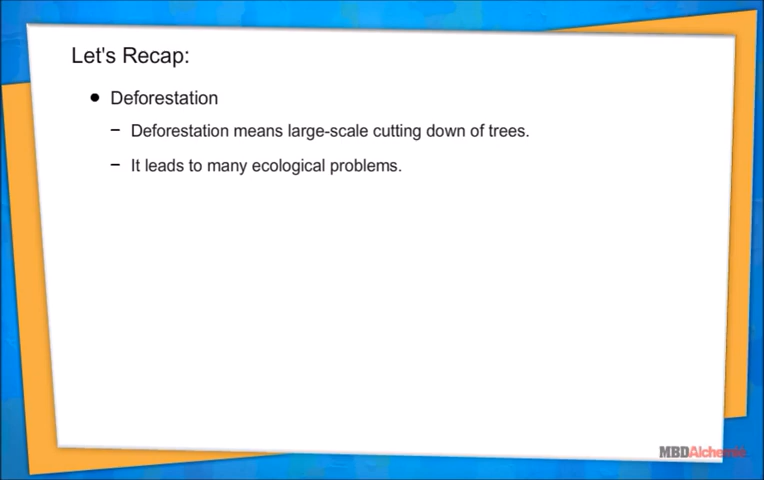 Let's Recap:
● Deforestation
– Deforestation means large-scale cutting down of trees.
– It leads to many ecological problems.
MBDAlchemie